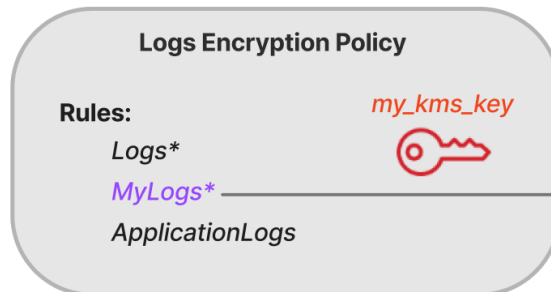 Logs Encryption Policy
Rules:
my_kms_key
Logs*
MyLogs*
ApplicationLogs